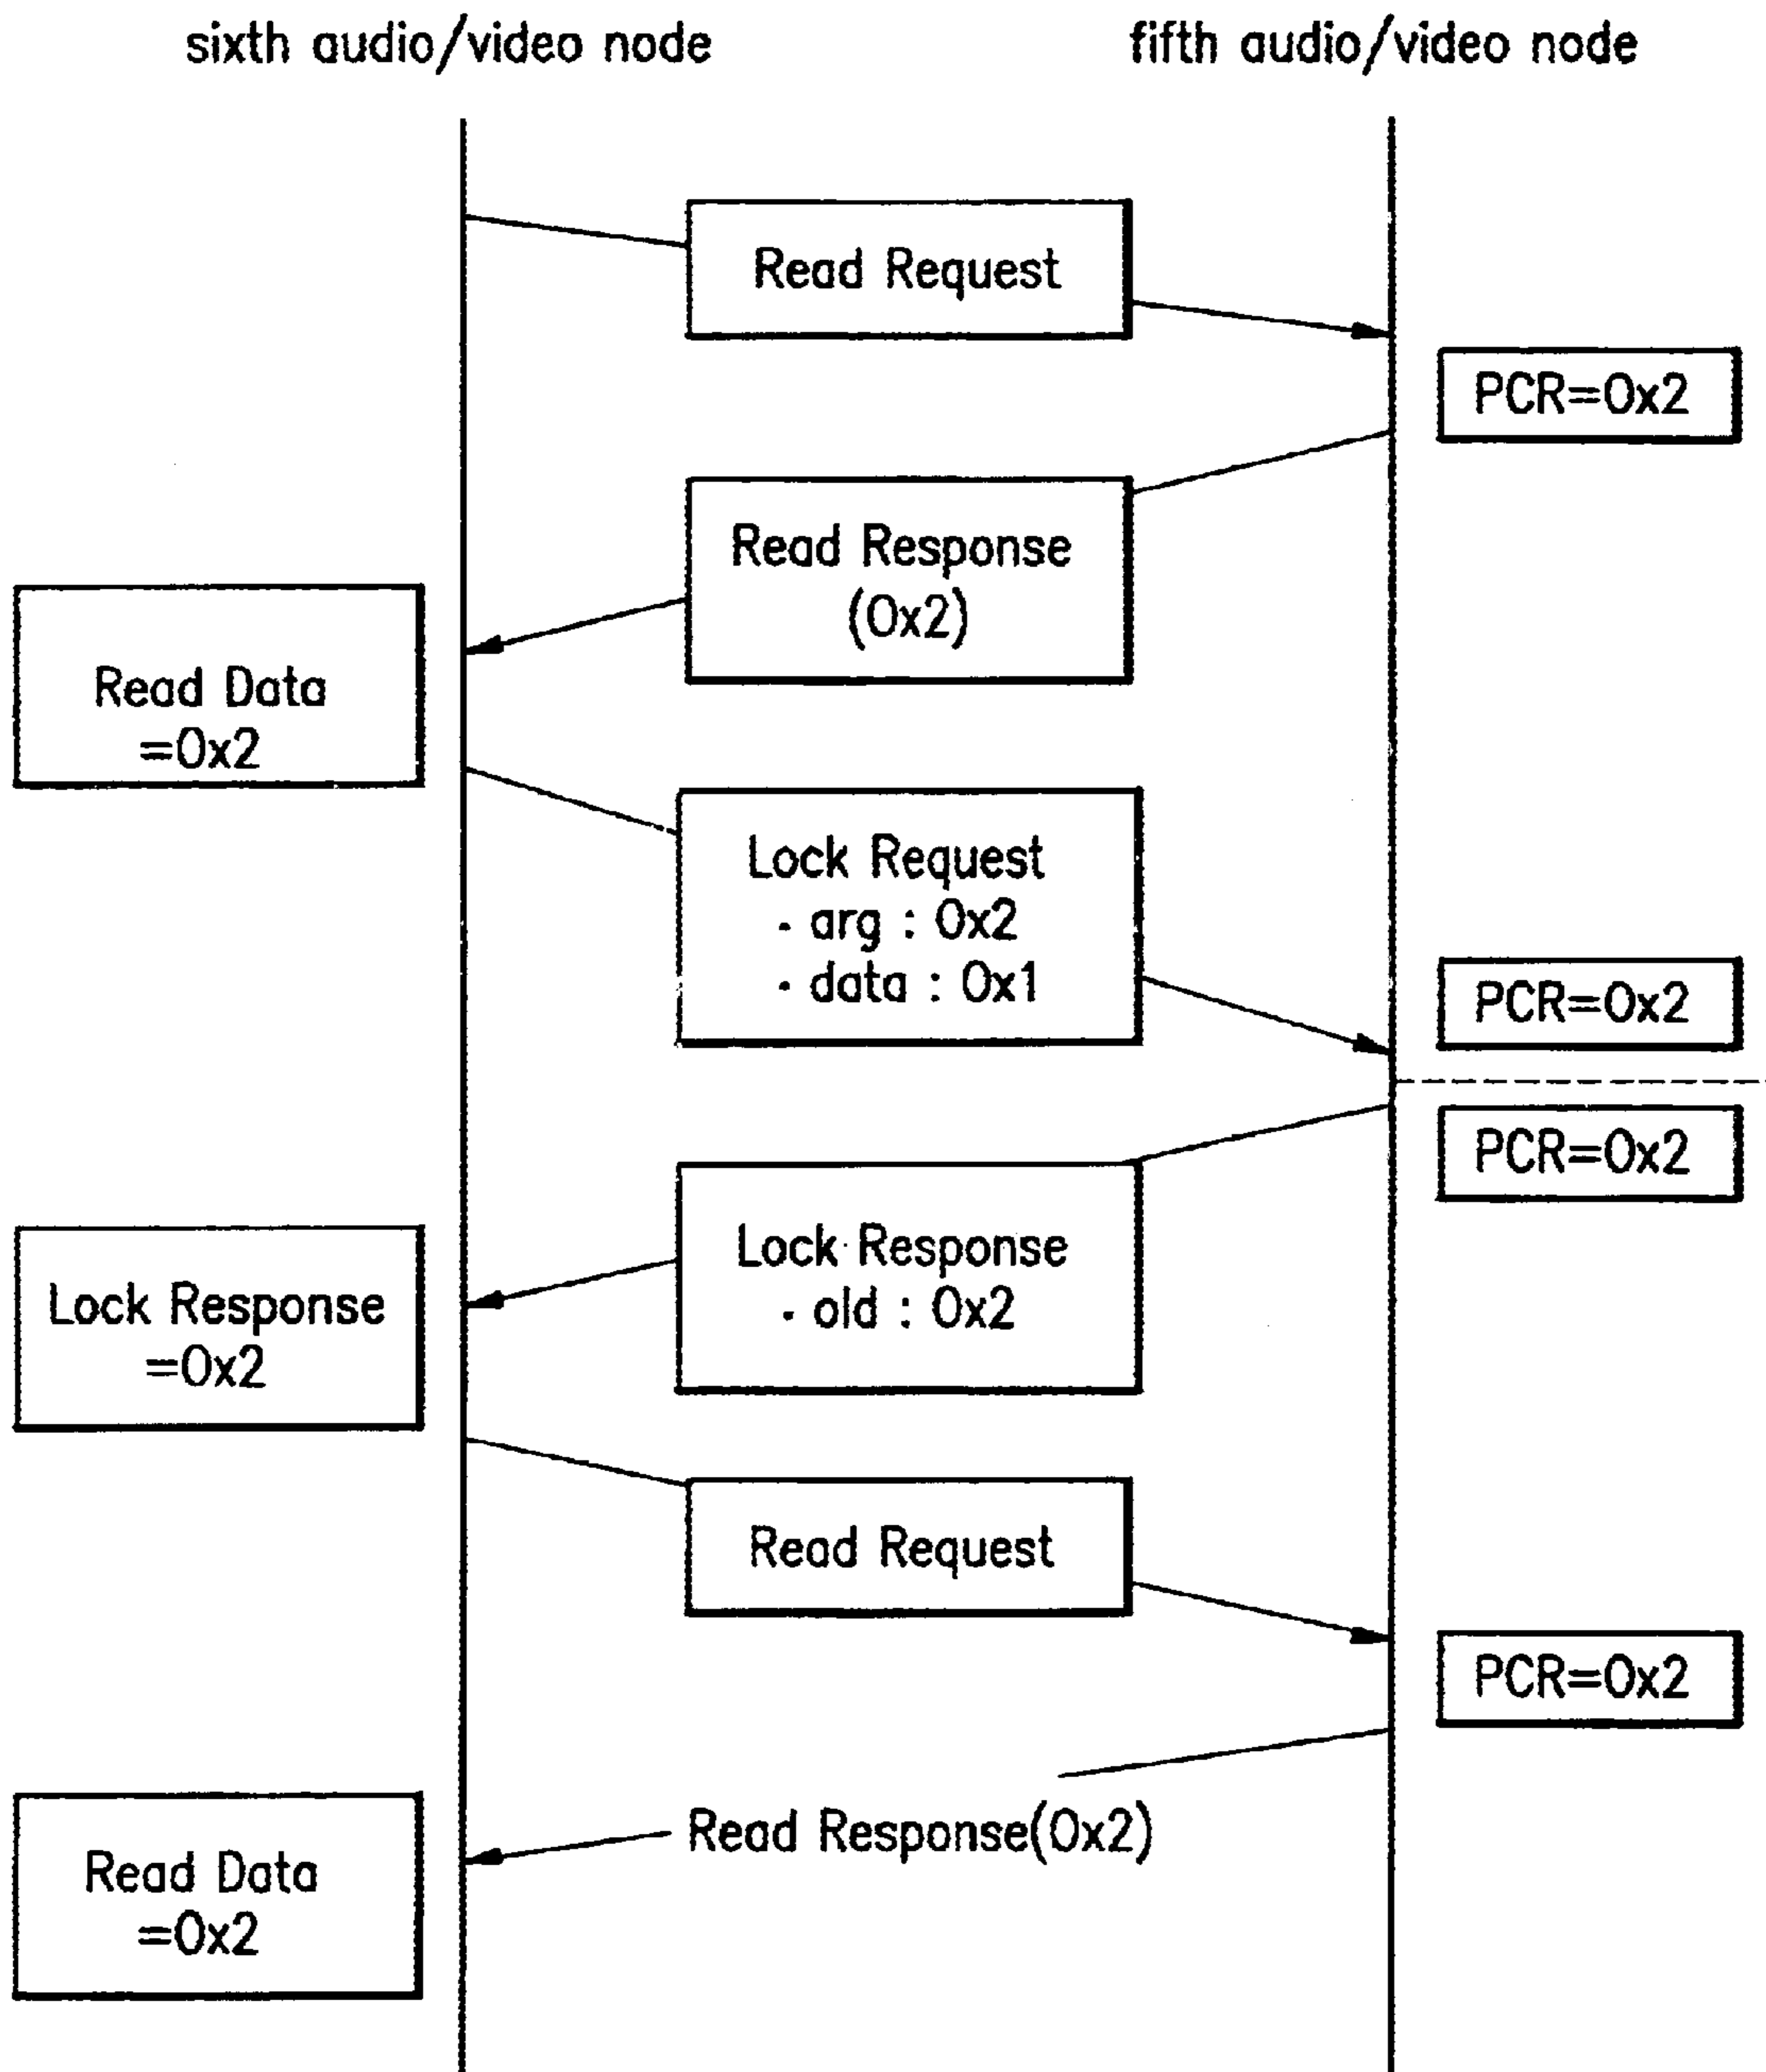 sixth audio/video node
fifth audio/video node
Read Request
PCR=0x2
Read Response
(0x2)
Read Data
=0x2
Lock Request
- arg : 0x2
- data : 0x1
PCR=0x2
PCR=0x2
Lock Response
- old : 0x2
Lock Response
=0x2
Read Request
PCR=0x2
Read Response(0x2)
Read Data
=0x2